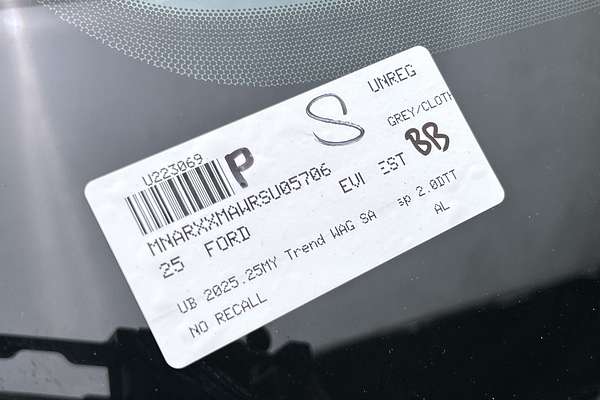 UNREG
S
GREY/CLOTH
U223069 P
BB
MNARXXMAWRSU05706 EVI EST
25 FORD
UB 2025.25MY Trend WAG SA sp 2.0DTT
AL
NO RECALL